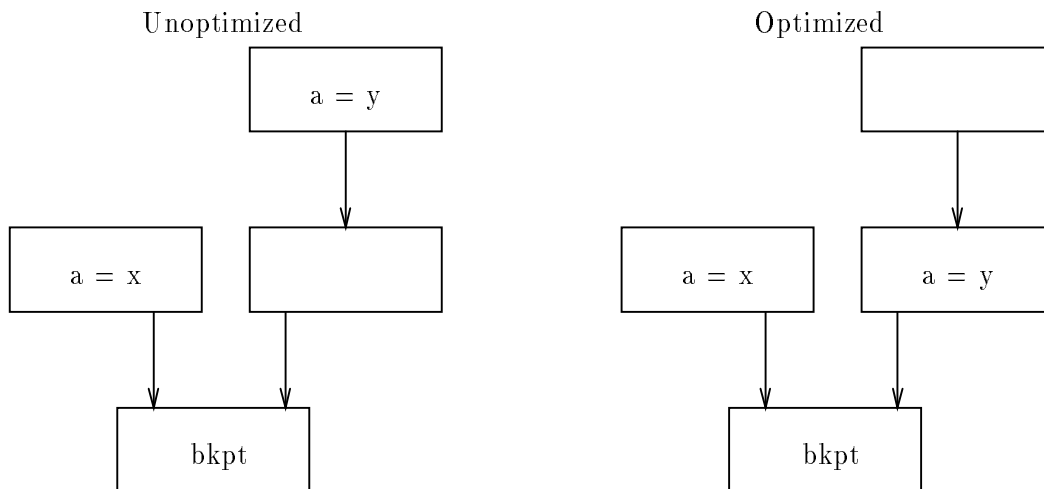 Unoptimized
a = y
a = x
bkpt
Optimized
a = x
a = y
bkpt